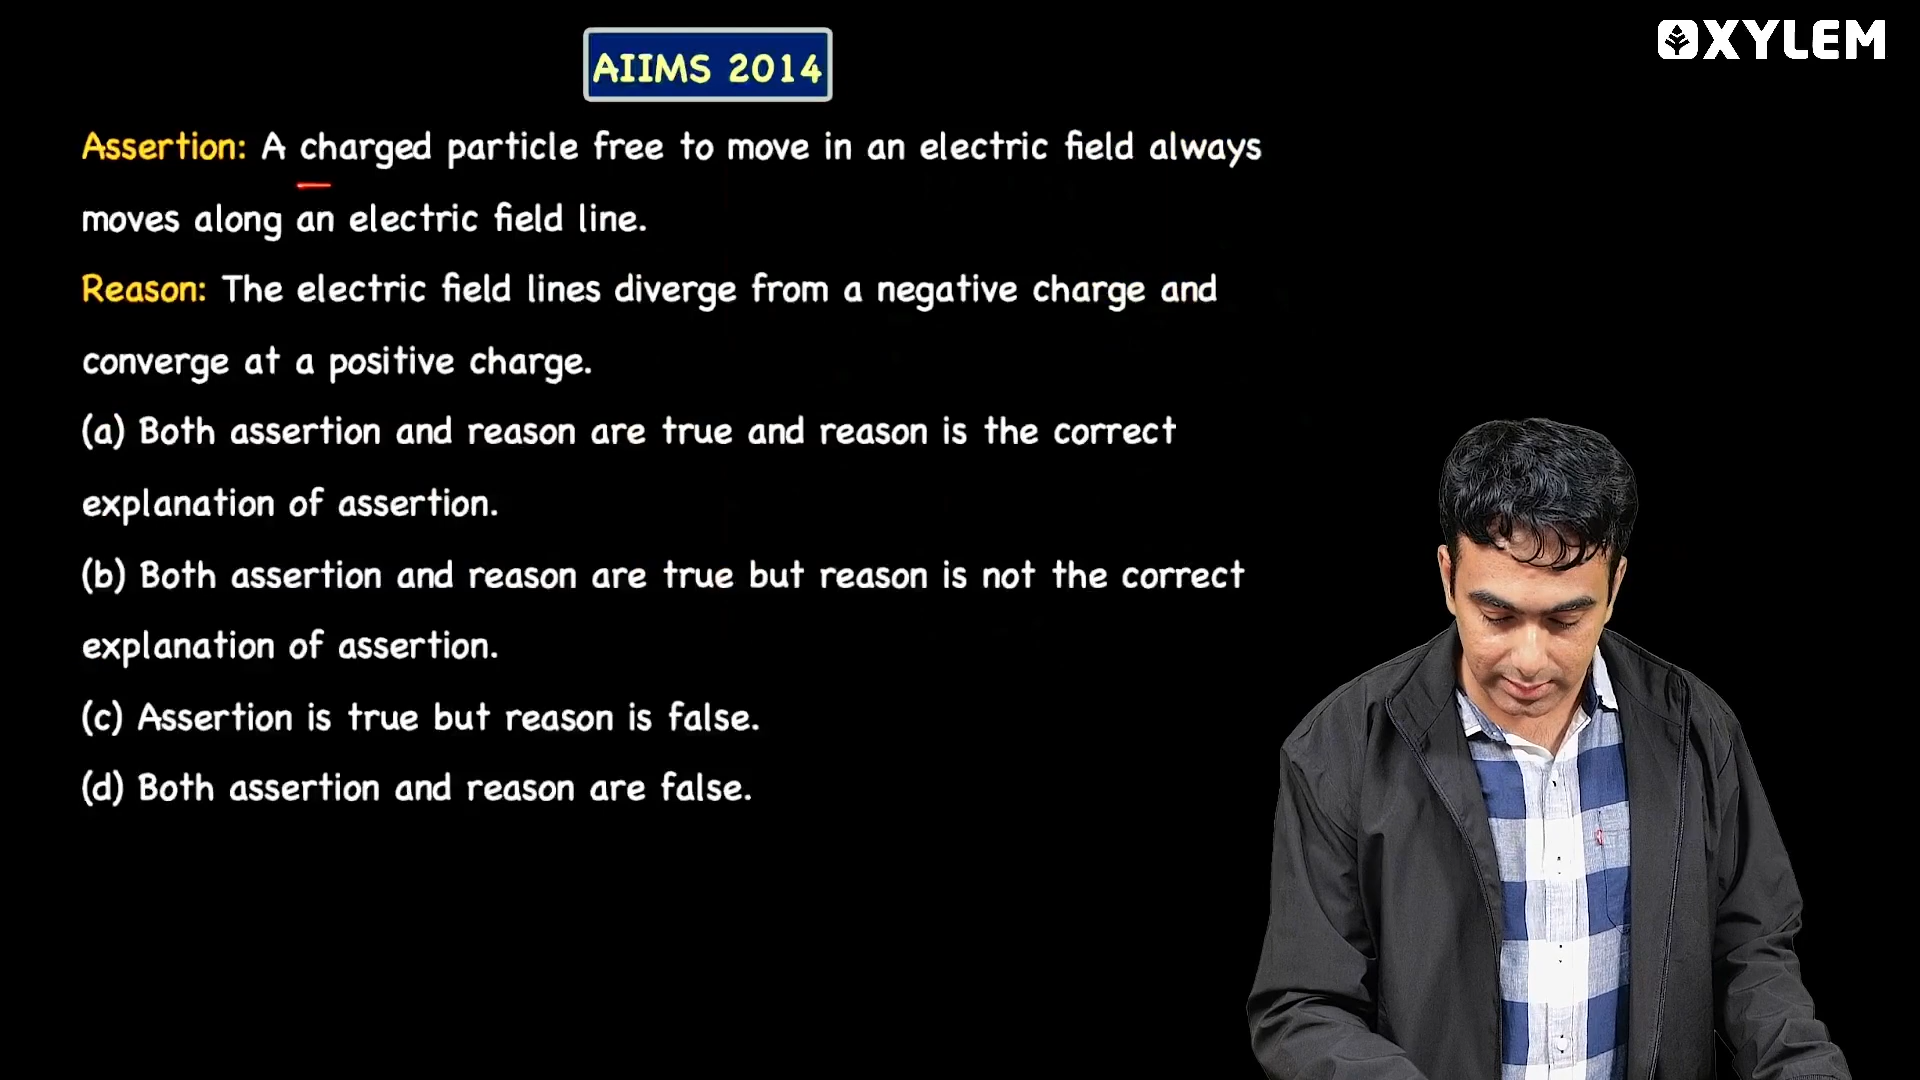 AIIMS 2014
XYLEM
Assertion: A charged particle free to move in an electric field always
moves along an electric field line.
Reason: The electric field lines diverge from a negative charge and
converge at a positive charge.
(a) Both assertion and reason are true and reason is the correct
explanation of assertion.
(b) Both assertion and reason are true but reason is not the correct
explanation of assertion.
(c) Assertion is true but reason is false.
(d) Both assertion and reason are false.